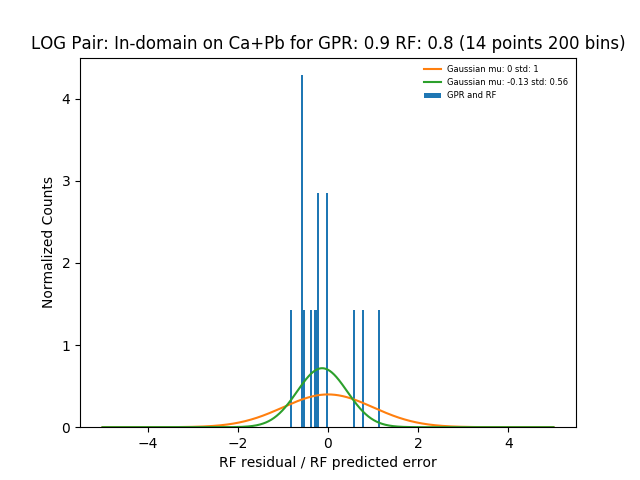 LOG Pair: In-domain on Ca+Pb for GPR: 0.9 RF: 0.8 (14 points 200 bins)
Gaussian mu: 0 std: 1
Gaussian mu: -0.13 std: 0.56
GPR and RF
Normalized Counts
4
3
2
1
0
−4 −2 0 2 4
RF residual / RF predicted error